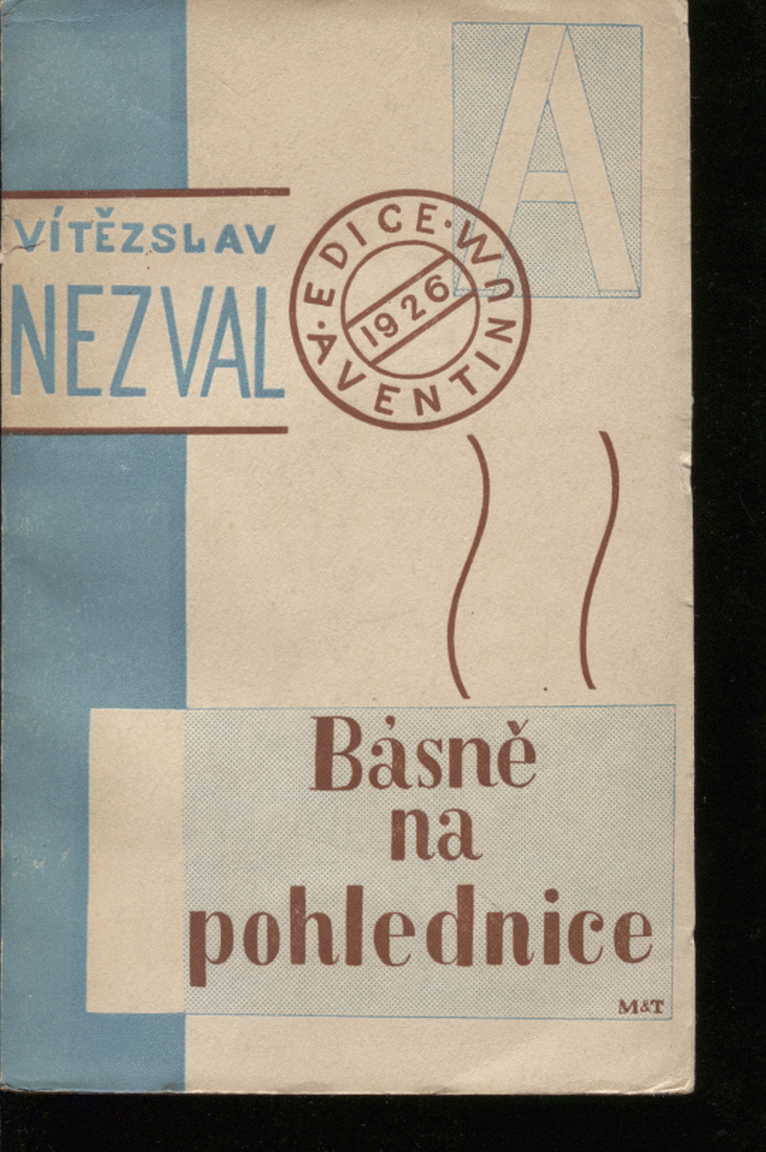 A
VÍTĚZSLAV
NEZVAL
EDICE · AVENTINUM ·
1926
Básně
na
pohlednice
M&T